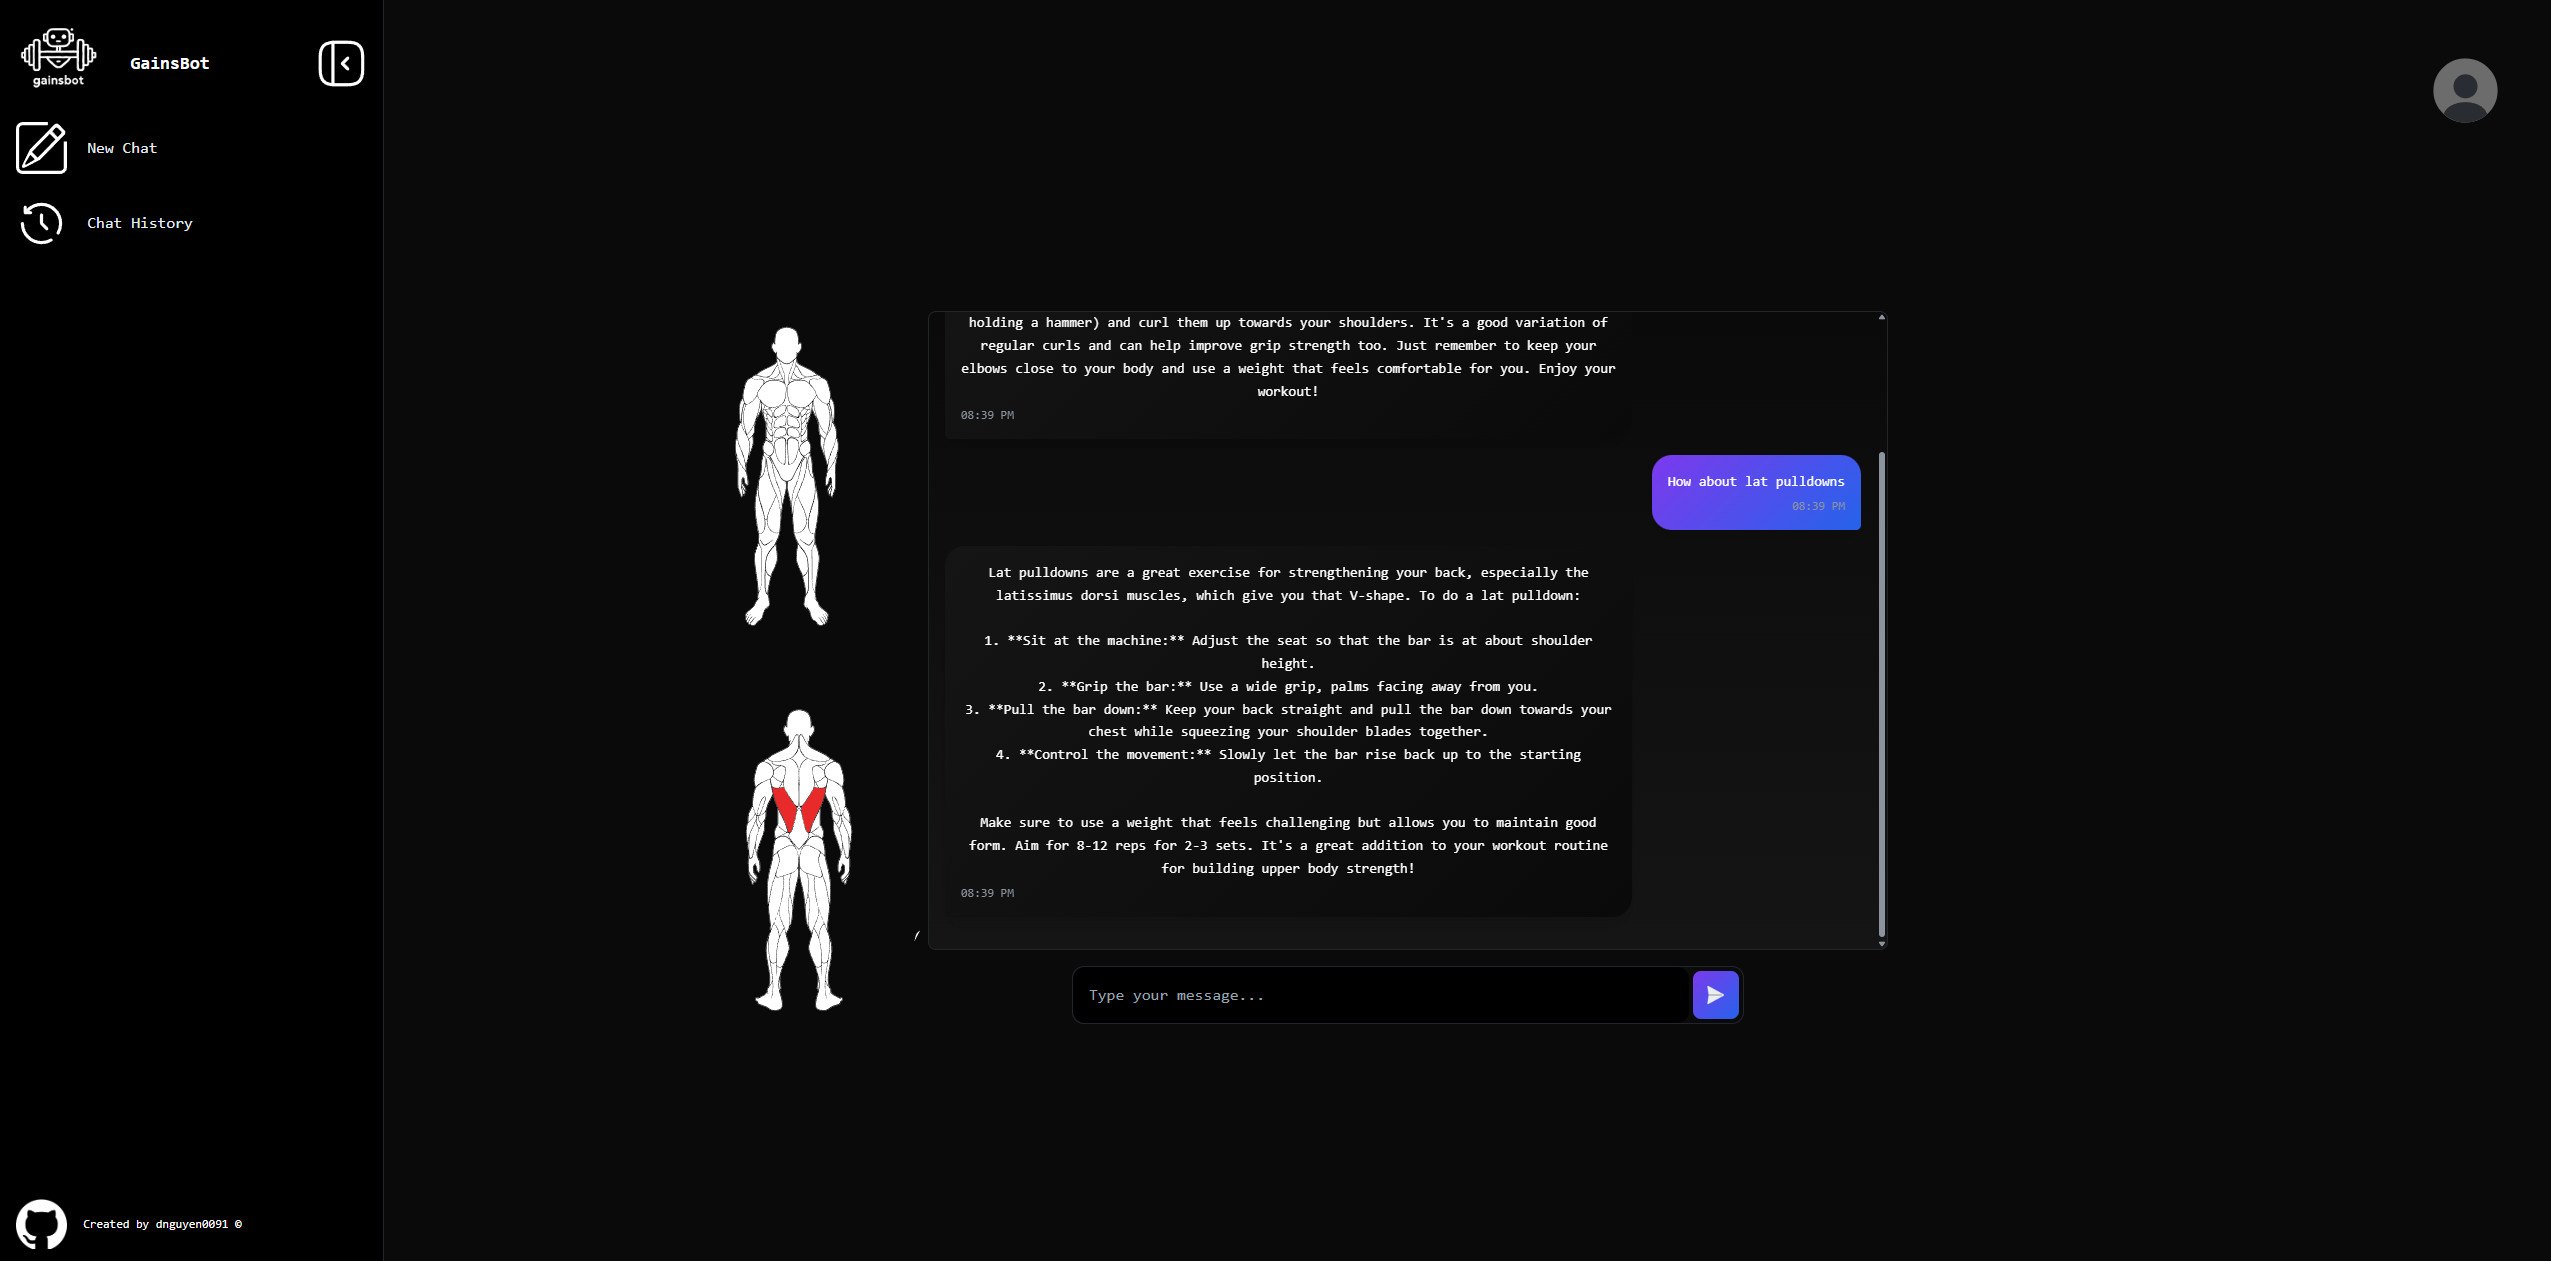 gainsbot
GainsBot
New Chat
Chat History
holding a hammer) and curl them up towards your shoulders. It's a good variation of
regular curls and can help improve grip strength too. Just remember to keep your
elbows close to your body and use a weight that feels comfortable for you. Enjoy your
workout!
08:39 PM
How about lat pulldowns
08:39 PM
Lat pulldowns are a great exercise for strengthening your back, especially the
latissimus dorsi muscles, which give you that V-shape. To do a lat pulldown:
1. **Sit at the machine:** Adjust the seat so that the bar is at about shoulder
height.
2. **Grip the bar:** Use a wide grip, palms facing away from you.
3. **Pull the bar down:** Keep your back straight and pull the bar down towards your
chest while squeezing your shoulder blades together.
4. **Control the movement:** Slowly let the bar rise back up to the starting
position.
Make sure to use a weight that feels challenging but allows you to maintain good
form. Aim for 8-12 reps for 2-3 sets. It's a great addition to your workout routine
for building upper body strength!
08:39 PM
Type your message...
Created by dnguyen0091 ©